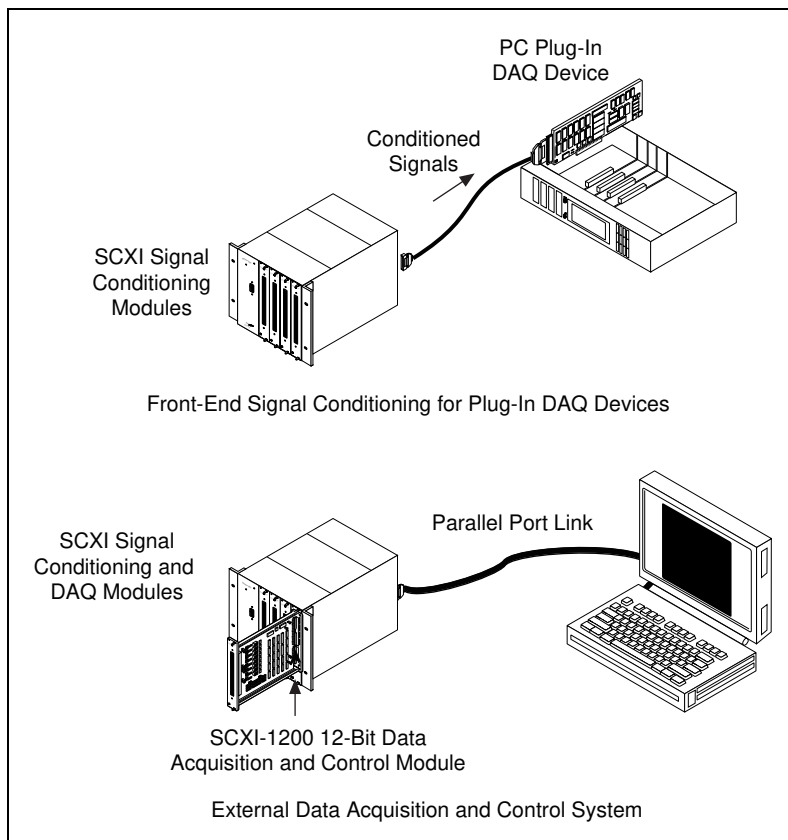 PC Plug-In
DAQ Device
Conditioned
Signals
SCXI Signal
Conditioning
Modules
Front-End Signal Conditioning for Plug-In DAQ Devices
Parallel Port Link
SCXI Signal
Conditioning and
DAQ Modules
SCXI-1200 12-Bit Data
Acquisition and Control Module
External Data Acquisition and Control System